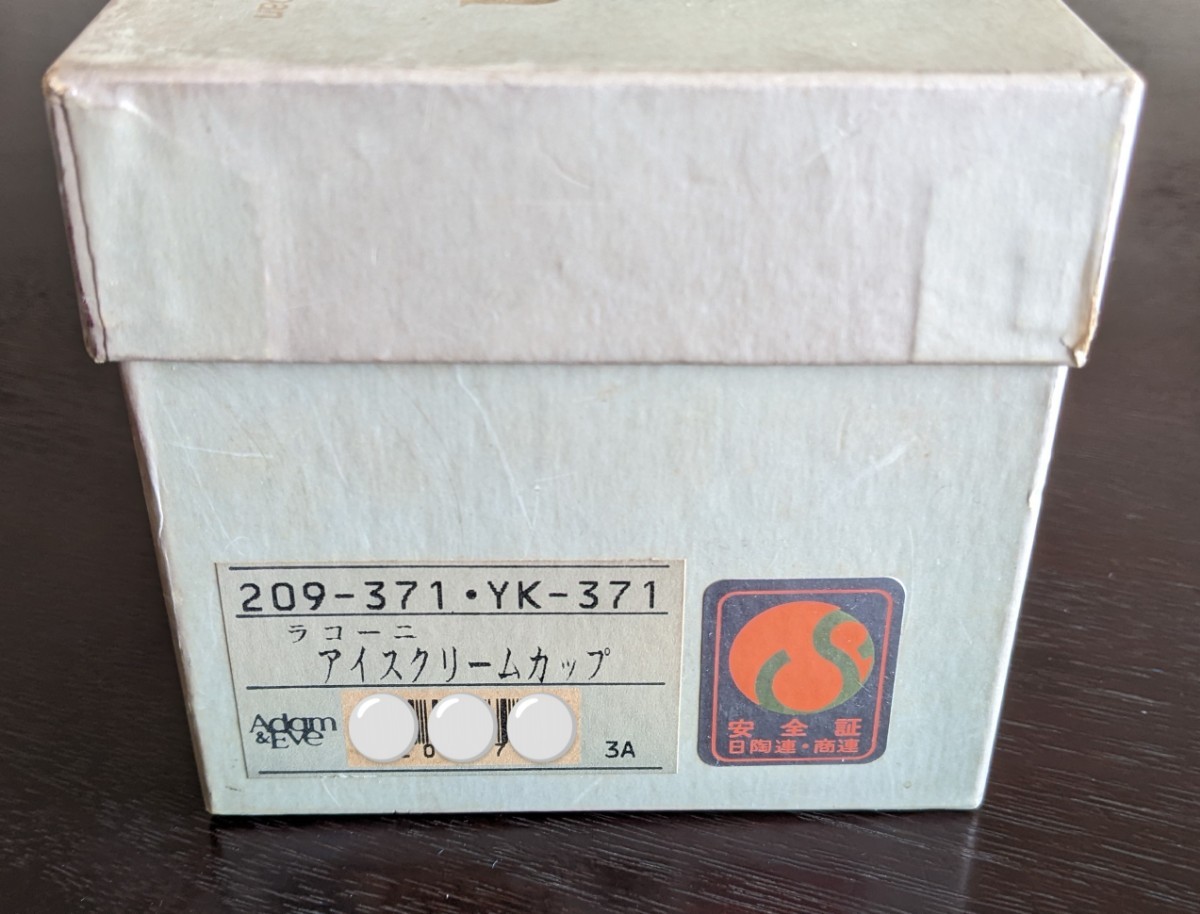 209-371・YK-371
ラコーニ
アイスクリームカップ
Adam
&Eve
3A
安全証
日陶連・商連